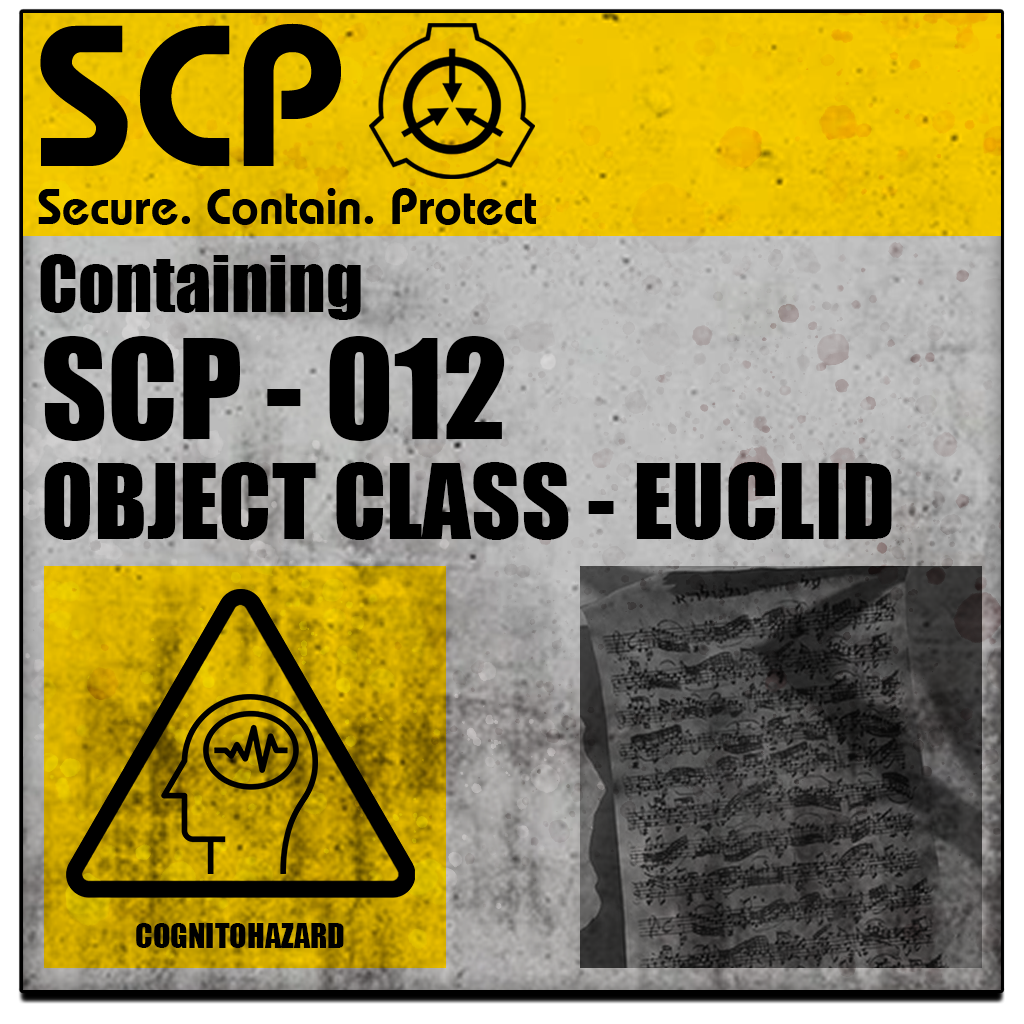 SCP
Secure. Contain. Protect
Containing
SCP - 012
OBJECT CLASS - EUCLID
COGNITOHAZARD